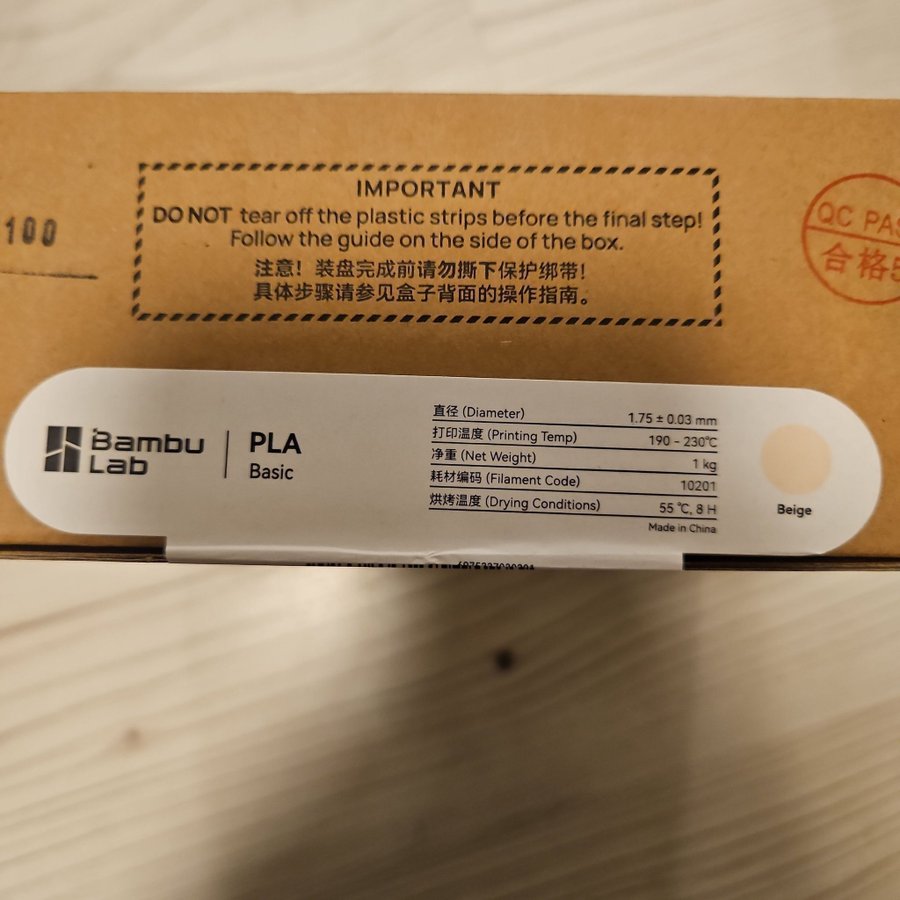 IMPORTANT
DO NOT tear off the plastic strips before the final step!
Follow the guide on the side of the box.
注意！装盘完成前请勿撕下保护绑带！
具体步骤请参见盒子背面的操作指南。
100
QC PAS
合格5
Bambu
Lab
PLA
Basic
直径 (Diameter) 1.75 ± 0.03 mm
打印温度 (Printing Temp) 190 - 230℃
净重 (Net Weight) 1 kg
耗材编码 (Filament Code) 10201
烘烤温度 (Drying Conditions) 55 ℃, 8 H
Made in China
Beige